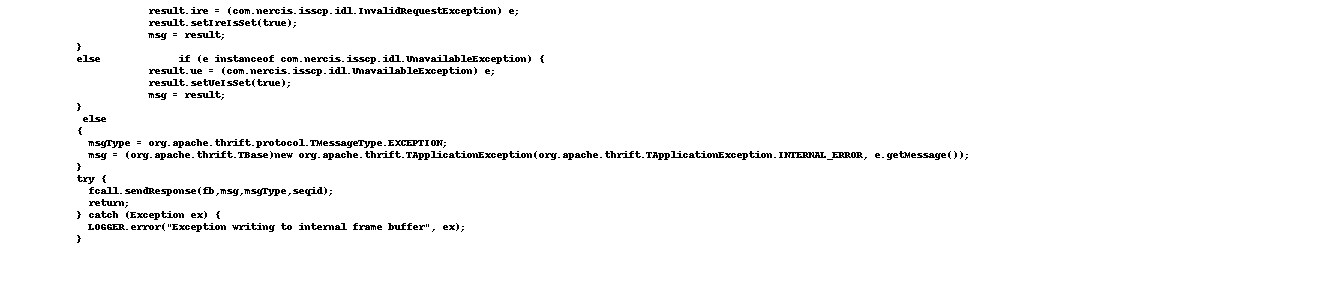 result.ire = (com.nercis.isscp.idl.InvalidRequestException) e;
result.setIreIsSet(true);
msg = result;
}
else if (e instanceof com.nercis.isscp.idl.UnavailableException) {
result.ue = (com.nercis.isscp.idl.UnavailableException) e;
result.setUeIsSet(true);
msg = result;
}
else
{
msgType = org.apache.thrift.protocol.TMessageType.EXCEPTION;
msg = (org.apache.thrift.TBase)new org.apache.thrift.TApplicationException(org.apache.thrift.TApplicationException.INTERNAL_ERROR, e.getMessage());
}
try {
fcall.sendResponse(fb,msg,msgType,seqid);
return;
} catch (Exception ex) {
LOGGER.error("Exception writing to internal frame buffer", ex);
}